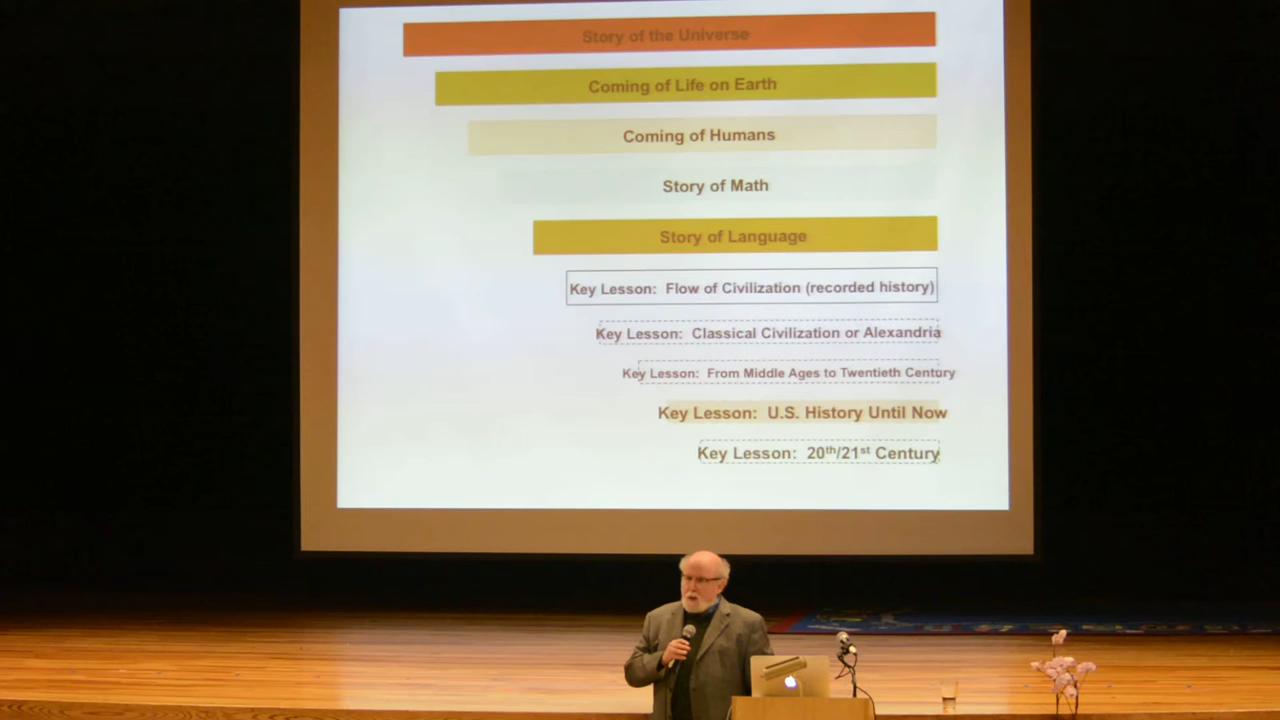 Story of the Universe
Coming of Life on Earth
Coming of Humans
Story of Math
Story of Language
Key Lesson: Flow of Civilization (recorded history)
Key Lesson: Classical Civilization or Alexandria
Key Lesson: From Middle Ages to Twentieth Century
Key Lesson: U.S. History Until Now
Key Lesson: 20th/21st Century